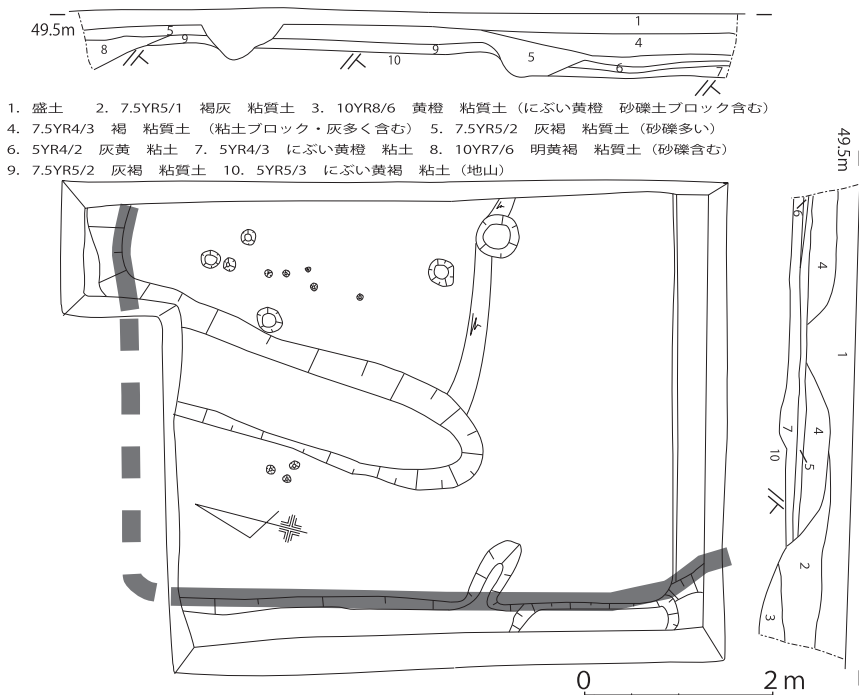 49.5m
1
5
9
8
4
9
10
5
6
7
1. 盛土 2. 7.5YR5/1 褐灰 粘質土 3. 10YR8/6 黄橙 粘質土（にぶい黄橙 砂礫土ブロック含む）
4. 7.5YR4/3 褐 粘質土 （粘土ブロック・灰多く含む） 5. 7.5YR5/2 灰褐 粘質土（砂礫多い）
6. 5YR4/2 灰黄 粘土 7. 5YR4/3 にぶい黄橙 粘土 8. 10YR7/6 明黄褐 粘質土（砂礫含む）
9. 7.5YR5/2 灰褐 粘質土 10. 5YR5/3 にぶい黄褐 粘土（地山）
49.5m
6
4
1
7
4
10
5
2
3
0 2 m